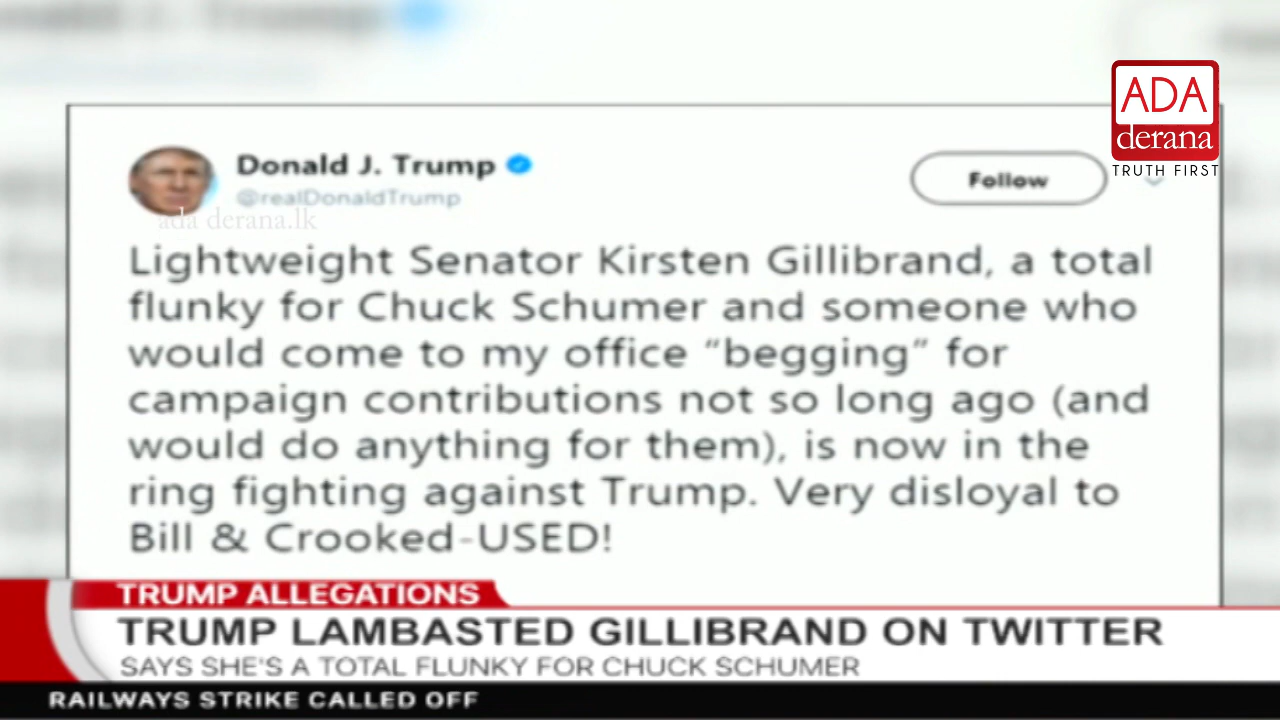 ADA
derana
TRUTH FIRST
Donald J. Trump
@realDonaldTrump
Follow
ada derana.lk
Lightweight Senator Kirsten Gillibrand, a total
flunky for Chuck Schumer and someone who
would come to my office “begging” for
campaign contributions not so long ago (and
would do anything for them), is now in the
ring fighting against Trump. Very disloyal to
Bill & Crooked-USED!
TRUMP ALLEGATIONS
TRUMP LAMBASTED GILLIBRAND ON TWITTER
SAYS SHE'S A TOTAL FLUNKY FOR CHUCK SCHUMER
RAILWAYS STRIKE CALLED OFF